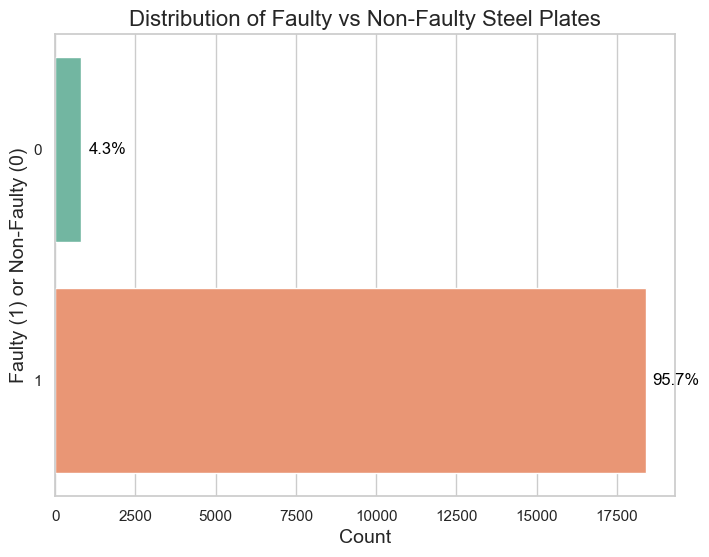 Distribution of Faulty vs Non-Faulty Steel Plates
Faulty (1) or Non-Faulty (0)
0
4.3%
1
95.7%
0 2500 5000 7500 10000 12500 15000 17500
Count